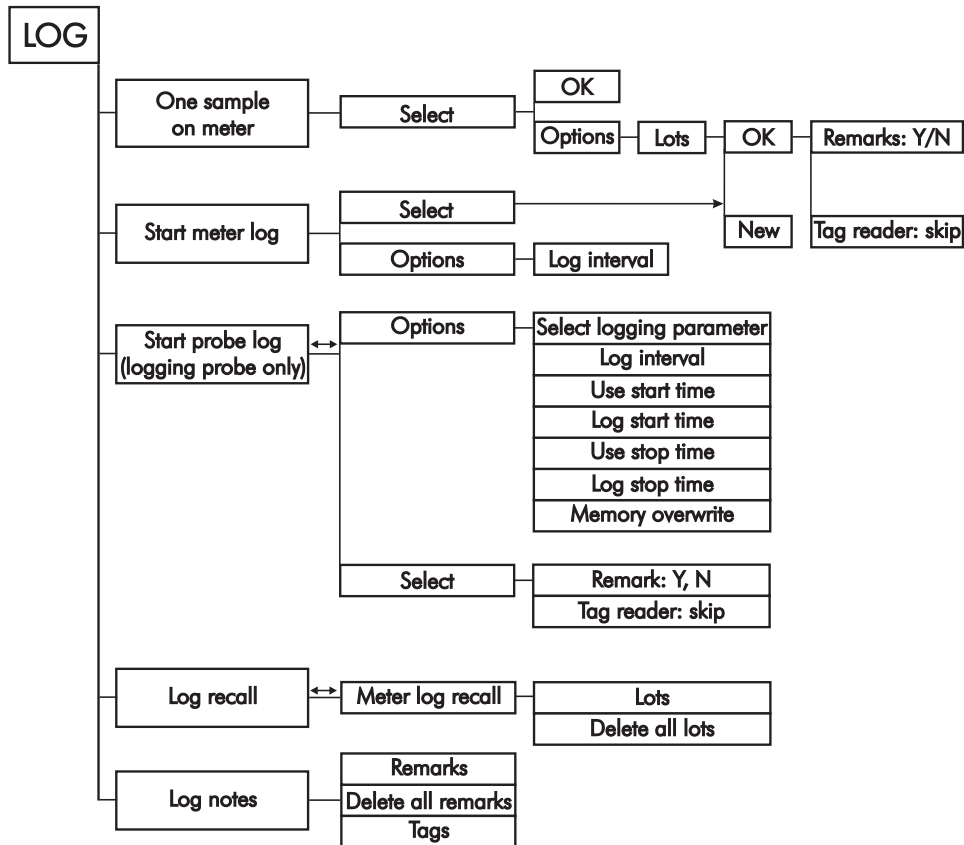 LOG
One sample
on meter
Select
OK
Options
Lots
OK
Remarks: Y/N
New
Tag reader: skip
Start meter log
Select
Options
Log interval
Start probe log
(logging probe only)
Options
Select logging parameter
Log interval
Use start time
Log start time
Use stop time
Log stop time
Memory overwrite
Select
Remark: Y, N
Tag reader: skip
Log recall
Meter log recall
Lots
Delete all lots
Log notes
Remarks
Delete all remarks
Tags